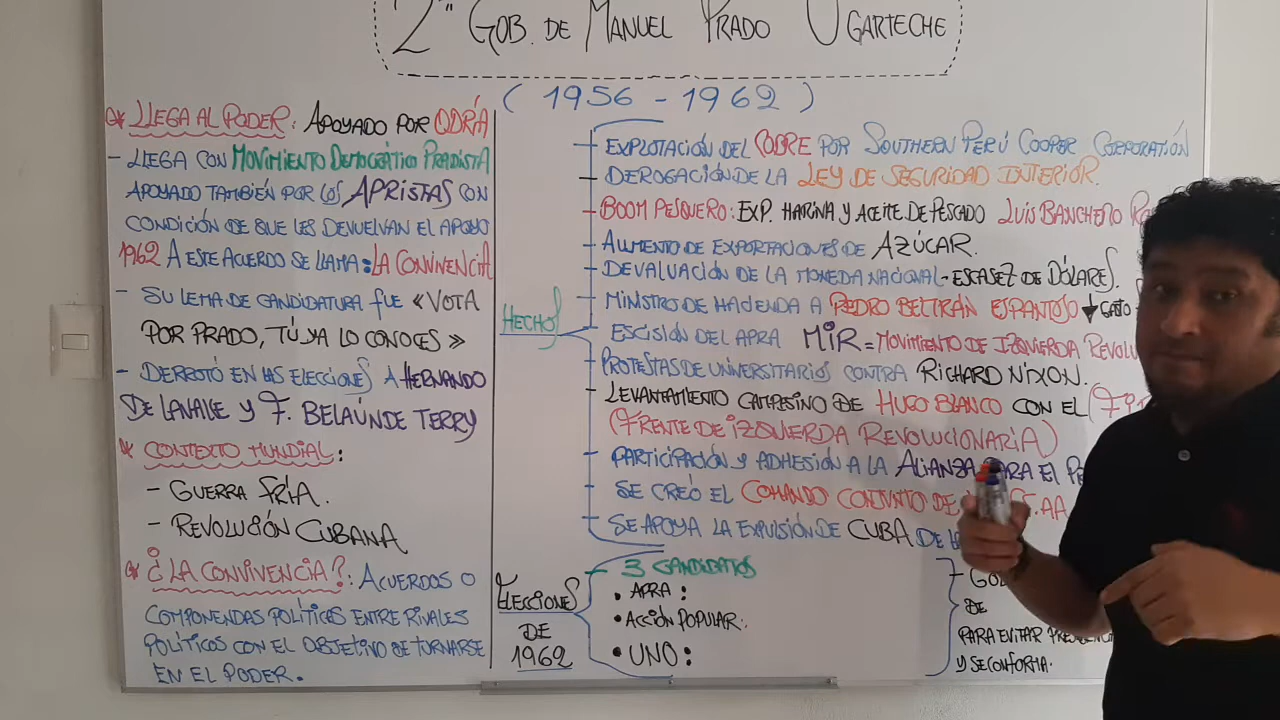 2° GOB. DE MANUEL PRADO UGARTECHE
(1956 - 1962)
* LLEGA AL PODER: APOYADO POR ODRÍA
- LLEGA CON MOVIMIENTO DEMOCRÁTICO PRADISTA
APOYADO TAMBIÉN POR LOS APRISTAS CON
CONDICIÓN DE QUE LES DEVUELVAN EL APOYO
1962 A ESTE ACUERDO SE LLAMA: LA CONVIVENCIA
- SU LEMA DE CANDIDATURA FUE «VOTA
POR PRADO, TÚ YA LO CONOCES»
- DERROTÓ EN LAS ELECCIONES A HERNANDO
DE LAVALLE Y F. BELAÚNDE TERRY
* CONTEXTO MUNDIAL:
- GUERRA FRÍA.
- REVOLUCIÓN CUBANA
* ¿LA CONVIVENCIA?: ACUERDOS O
COMPONENDAS POLÍTICAS ENTRE RIVALES
POLÍTICOS CON EL OBJETIVO DE TURNARSE
EN EL PODER.
HECHOS
- EXPLOTACIÓN DEL COBRE POR SOUTHERN PERÚ COOPER CORPORATIÓN
- DEROGACIÓN DE LA LEY DE SEGURIDAD INTERIOR.
- BOOM PESQUERO: EXP. HARINA Y ACEITE DE PESCADO LUIS BANCHERO
- AUMENTO DE EXPORTACIONES DE AZÚCAR.
- DEVALUACIÓN DE LA MONEDA NACIONAL - ESCASEZ DE DÓLARES.
- MINISTRO DE HACIENDA A PEDRO BELTRÁN ESPANTOSO ↓ GATO
ESCISIÓN DEL APRA MIR = MOVIMIENTO DE IZQUIERDA REVOLU
- PROTESTAS DE UNIVERSITARIOS CONTRA RICHARD NIXON.
- LEVANTAMIENTO CAMPESINO DE HUGO BLANCO CON EL (FI
(FRENTE DE IZQUIERDA REVOLUCIONARIA)
- PARTICIPACIÓN Y ADHESIÓN A LA ALIANZA PARA EL P
- SE CREÓ EL COMANDO CONJUNTO DE AA
- SE APOYA LA EXPULSIÓN DE CUBA DE
ELECCIONES
DE
1962
- 3 CANDIDATOS
• APRA:
• ACCIÓN POPULAR:
• UNO:
DE
PARA EVITAR
Y SE CONFORMA.